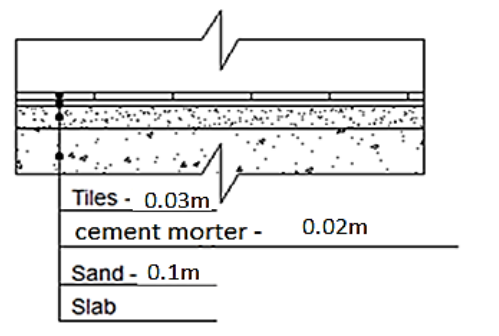 Tiles - 0.03m
cement morter - 0.02m
Sand - 0.1m
Slab